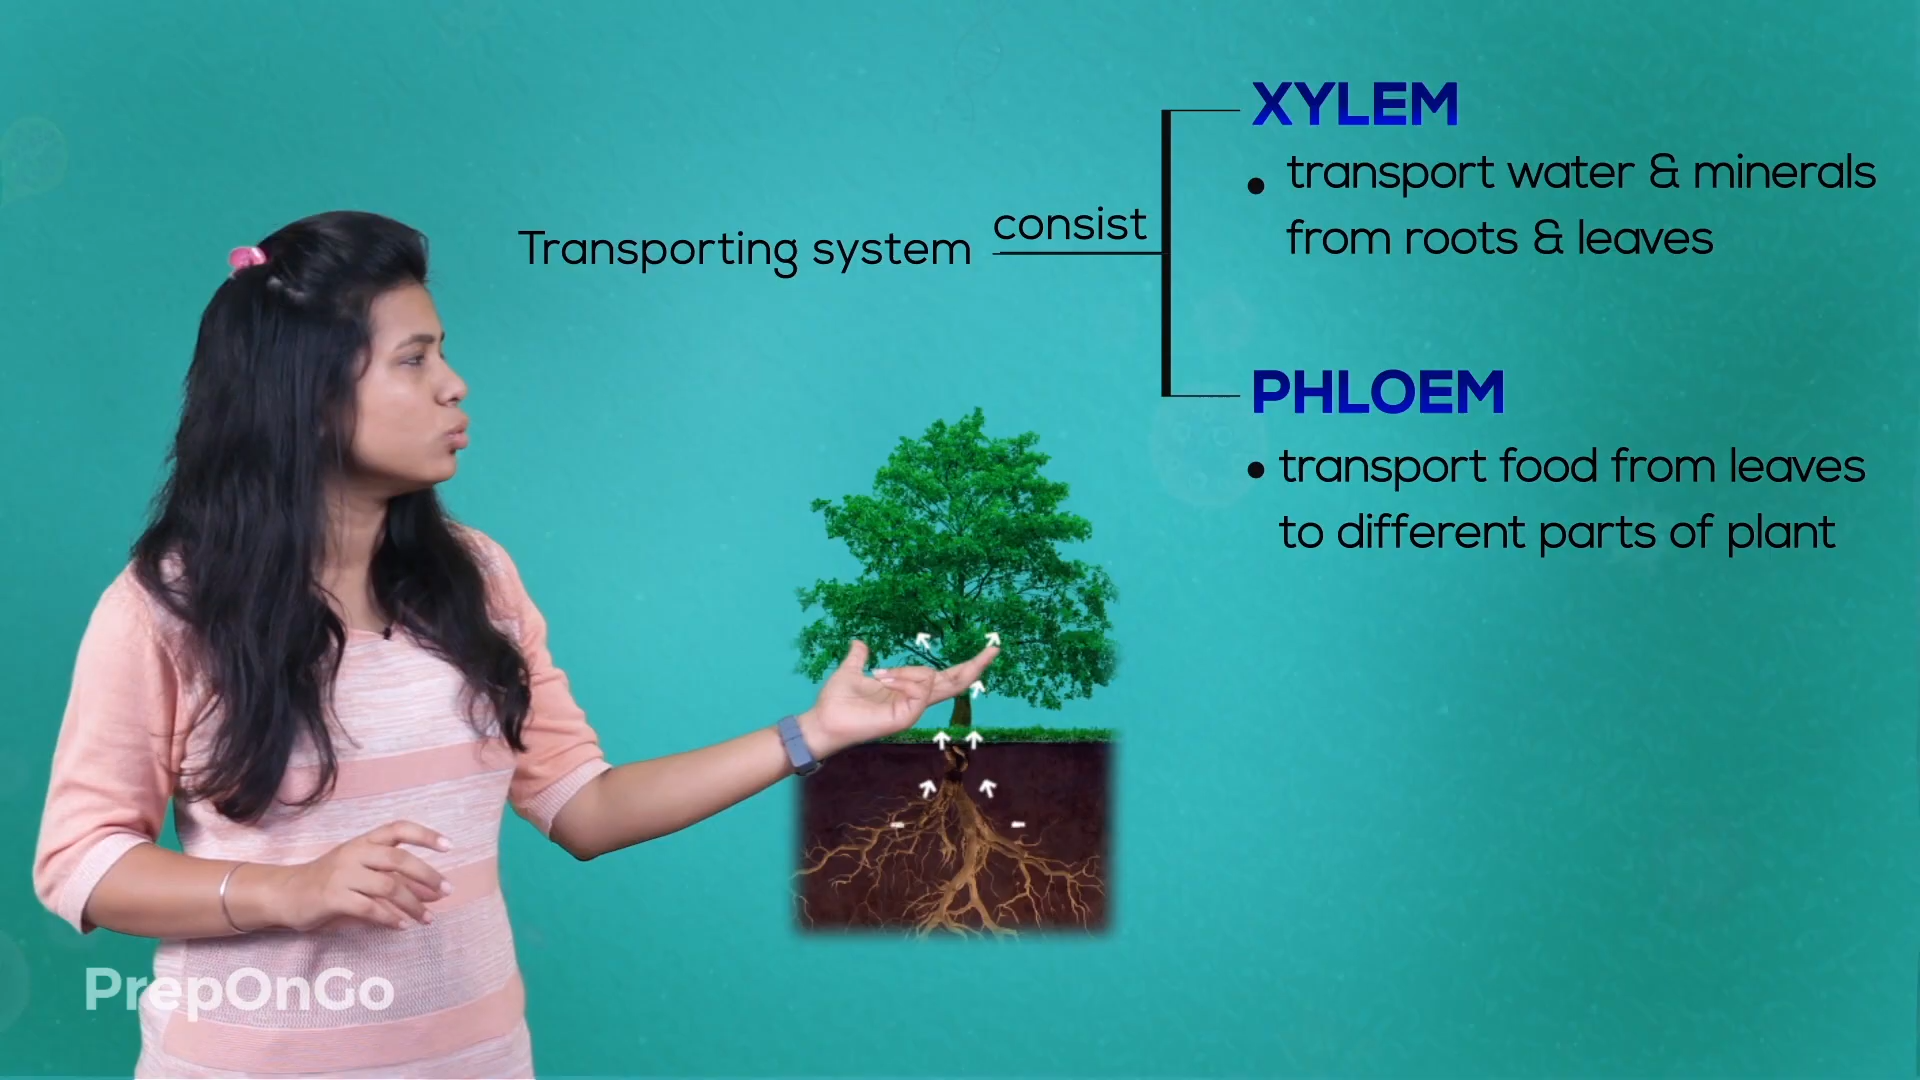 Transporting system
consist
XYLEM
• transport water & minerals
from roots & leaves
PHLOEM
• transport food from leaves
to different parts of plant
PrepOnGo